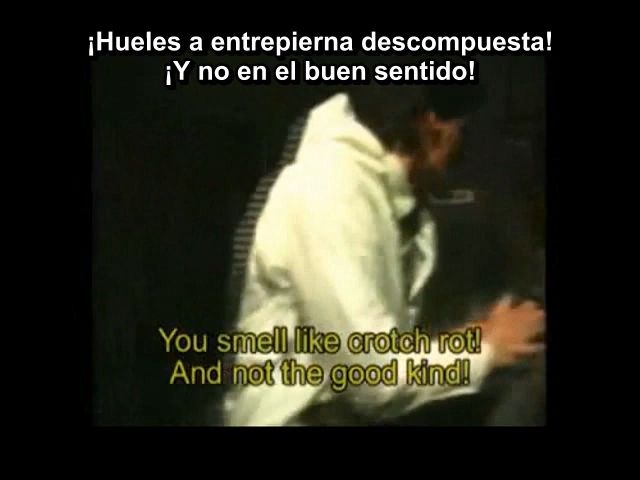 ¡Hueles a entrepierna descompuesta!
¡Y no en el buen sentido!
You smell like crotch rot!
And not the good kind!